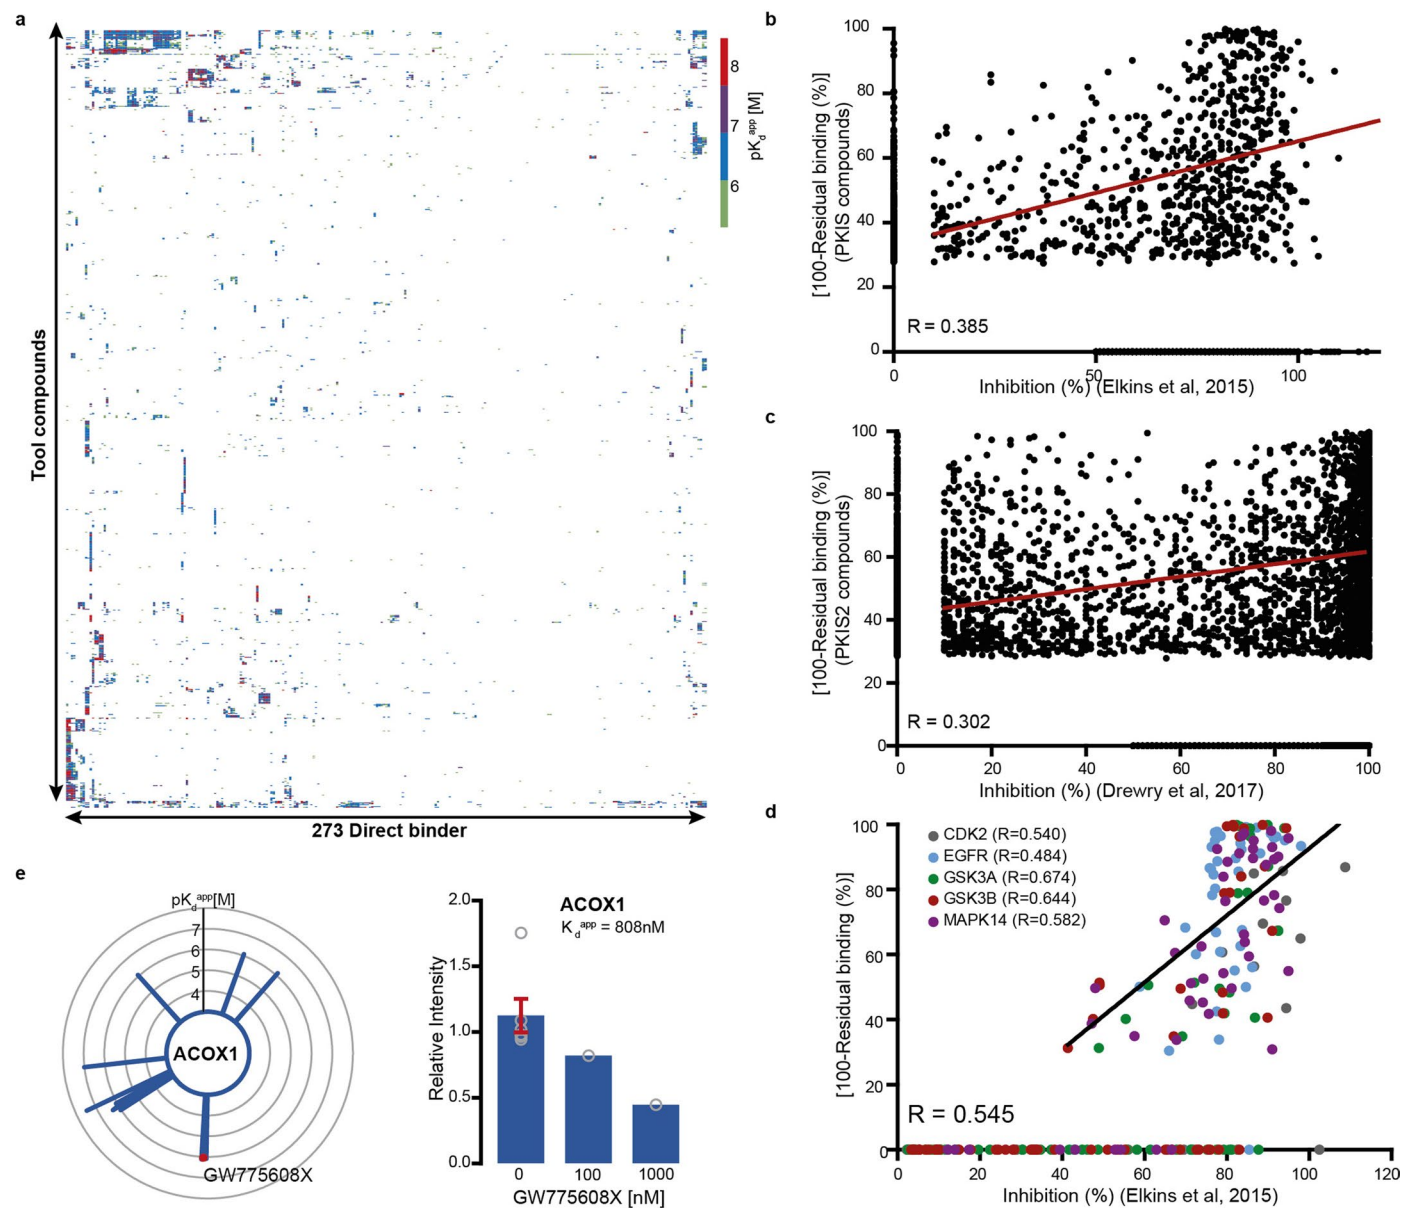 a
Tool compounds
273 Direct binder
8
7
6
pKd app [M]
b
[100-Residual binding (%)]
(PKIS compounds)
100
80
60
40
20
0
R = 0.385
0
50
100
Inhibition (%) (Elkins et al, 2015)
c
[100-Residual binding (%)]
(PKIS2 compounds)
100
80
60
40
20
0
R = 0.302
0
20
40
60
80
100
Inhibition (%) (Drewry et al, 2017)
d
[100-Residual binding (%)]
100
80
60
40
20
0
CDK2 (R=0.540)
EGFR (R=0.484)
GSK3A (R=0.674)
GSK3B (R=0.644)
MAPK14 (R=0.582)
R = 0.545
0
20
40
60
80
100
120
Inhibition (%) (Elkins et al, 2015)
e
pKd app[M]
7
6
5
4
ACOX1
GW775608X
ACOX1
Kd app = 808nM
Relative Intensity
2.0
1.5
1.0
0.5
0.0
0
100
1000
GW775608X [nM]